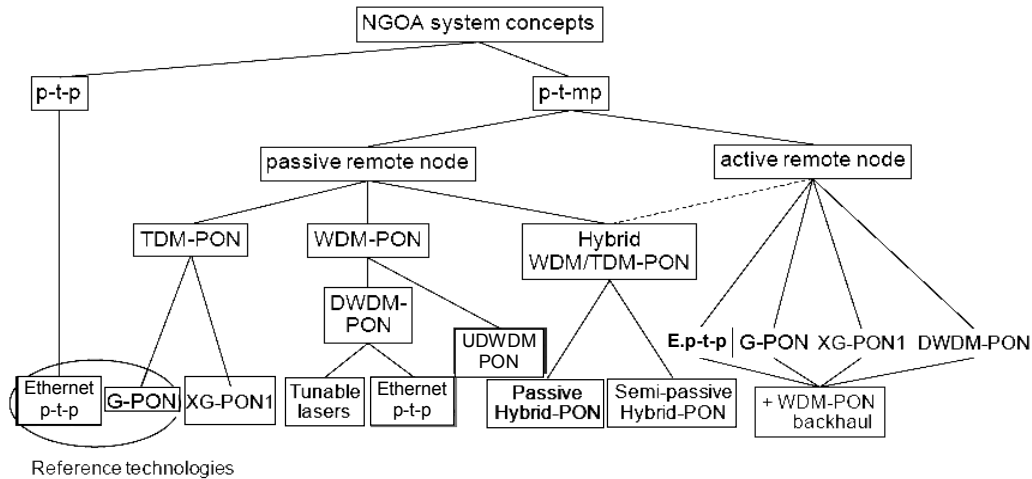 NGOA system concepts
p-t-p
p-t-mp
passive remote node
active remote node
TDM-PON
WDM-PON
Hybrid
WDM/TDM-PON
DWDM-
PON
UDWDM
PON
E.p-t-p
G-PON
XG-PON1
DWDM-PON
Ethernet
p-t-p
G-PON
XG-PON1
Tunable
lasers
Ethernet
p-t-p
Passive
Hybrid-PON
Semi-passive
Hybrid-PON
+ WDM-PON
backhaul
Reference technologies